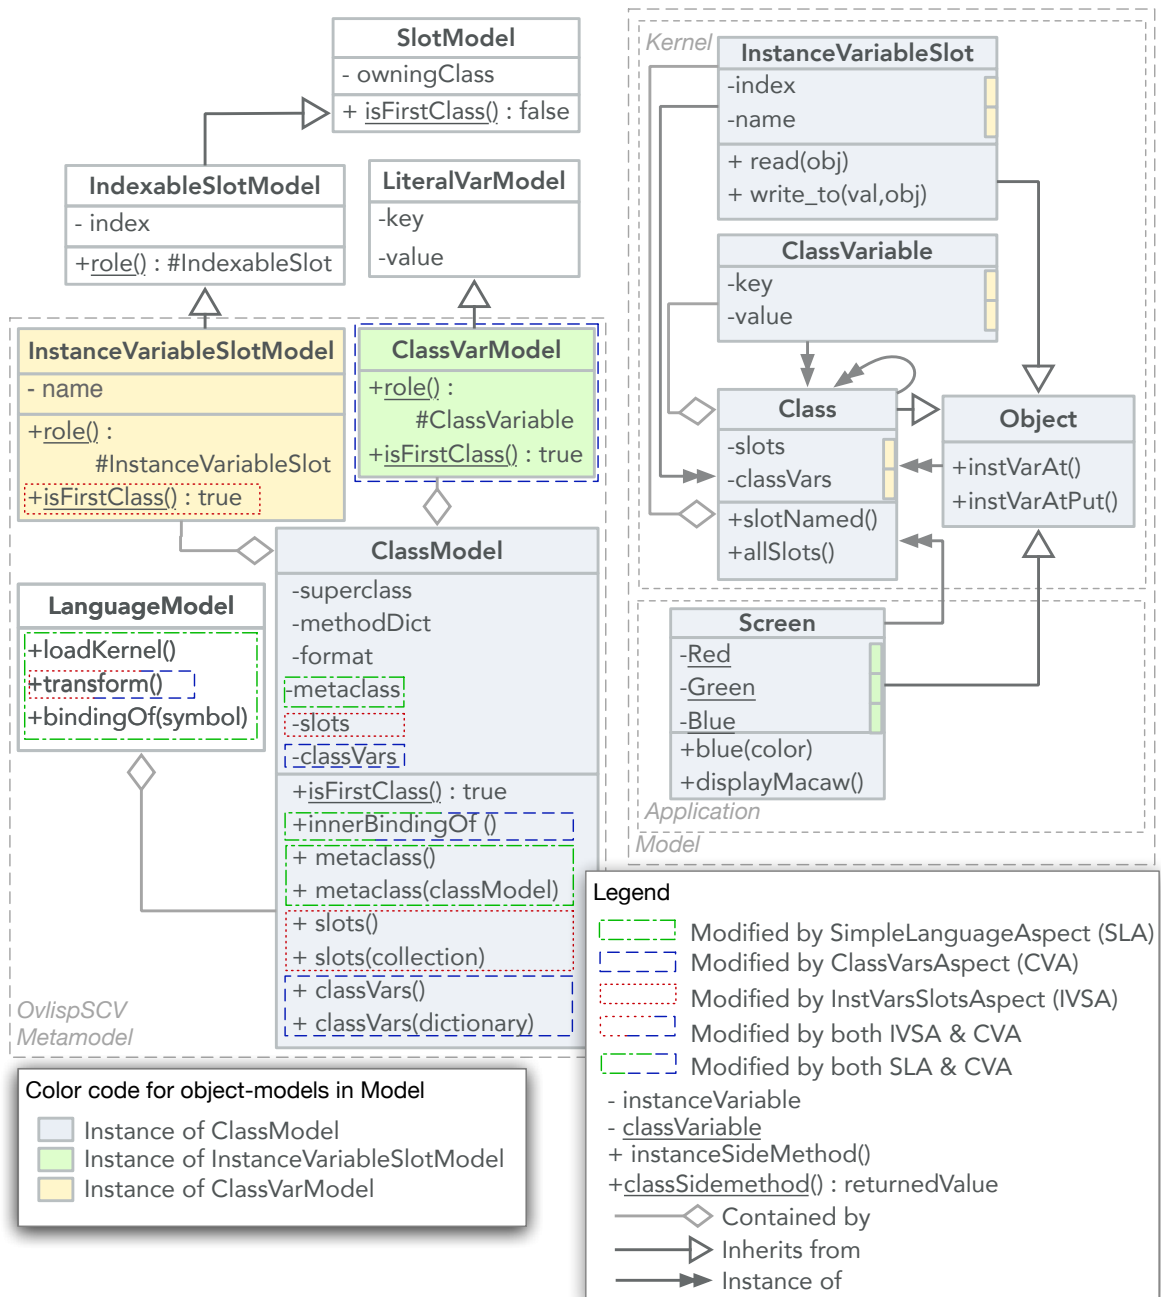 SlotModel
- owningClass
+ isFirstClass() : false
IndexableSlotModel
- index
+role() : #IndexableSlot
LiteralVarModel
-key
-value
InstanceVariableSlotModel
- name
+role() :
#InstanceVariableSlot
+isFirstClass() : true
ClassVarModel
+role() :
#ClassVariable
+isFirstClass() : true
LanguageModel
+loadKernel()
+transform()
+bindingOf(symbol)
ClassModel
-superclass
-methodDict
-format
-metaclass
-slots
-classVars
+isFirstClass() : true
+innerBindingOf ()
+ metaclass()
+ metaclass(classModel)
+ slots()
+ slots(collection)
+ classVars()
+ classVars(dictionary)
OvlispSCV
Metamodel
Kernel
InstanceVariableSlot
-index
-name
+ read(obj)
+ write_to(val,obj)
ClassVariable
-key
-value
Class
-slots
-classVars
+slotNamed()
+allSlots()
Object
+instVarAt()
+instVarAtPut()
Screen
-Red
-Green
-Blue
+blue(color)
+displayMacaw()
Application
Model
Color code for object-models in Model
Instance of ClassModel
Instance of InstanceVariableSlotModel
Instance of ClassVarModel
Legend
Modified by SimpleLanguageAspect (SLA)
Modified by ClassVarsAspect (CVA)
Modified by InstVarsSlotsAspect (IVSA)
Modified by both IVSA & CVA
Modified by both SLA & CVA
- instanceVariable
- classVariable
+ instanceSideMethod()
+classSidemethod() : returnedValue
Contained by
Inherits from
Instance of